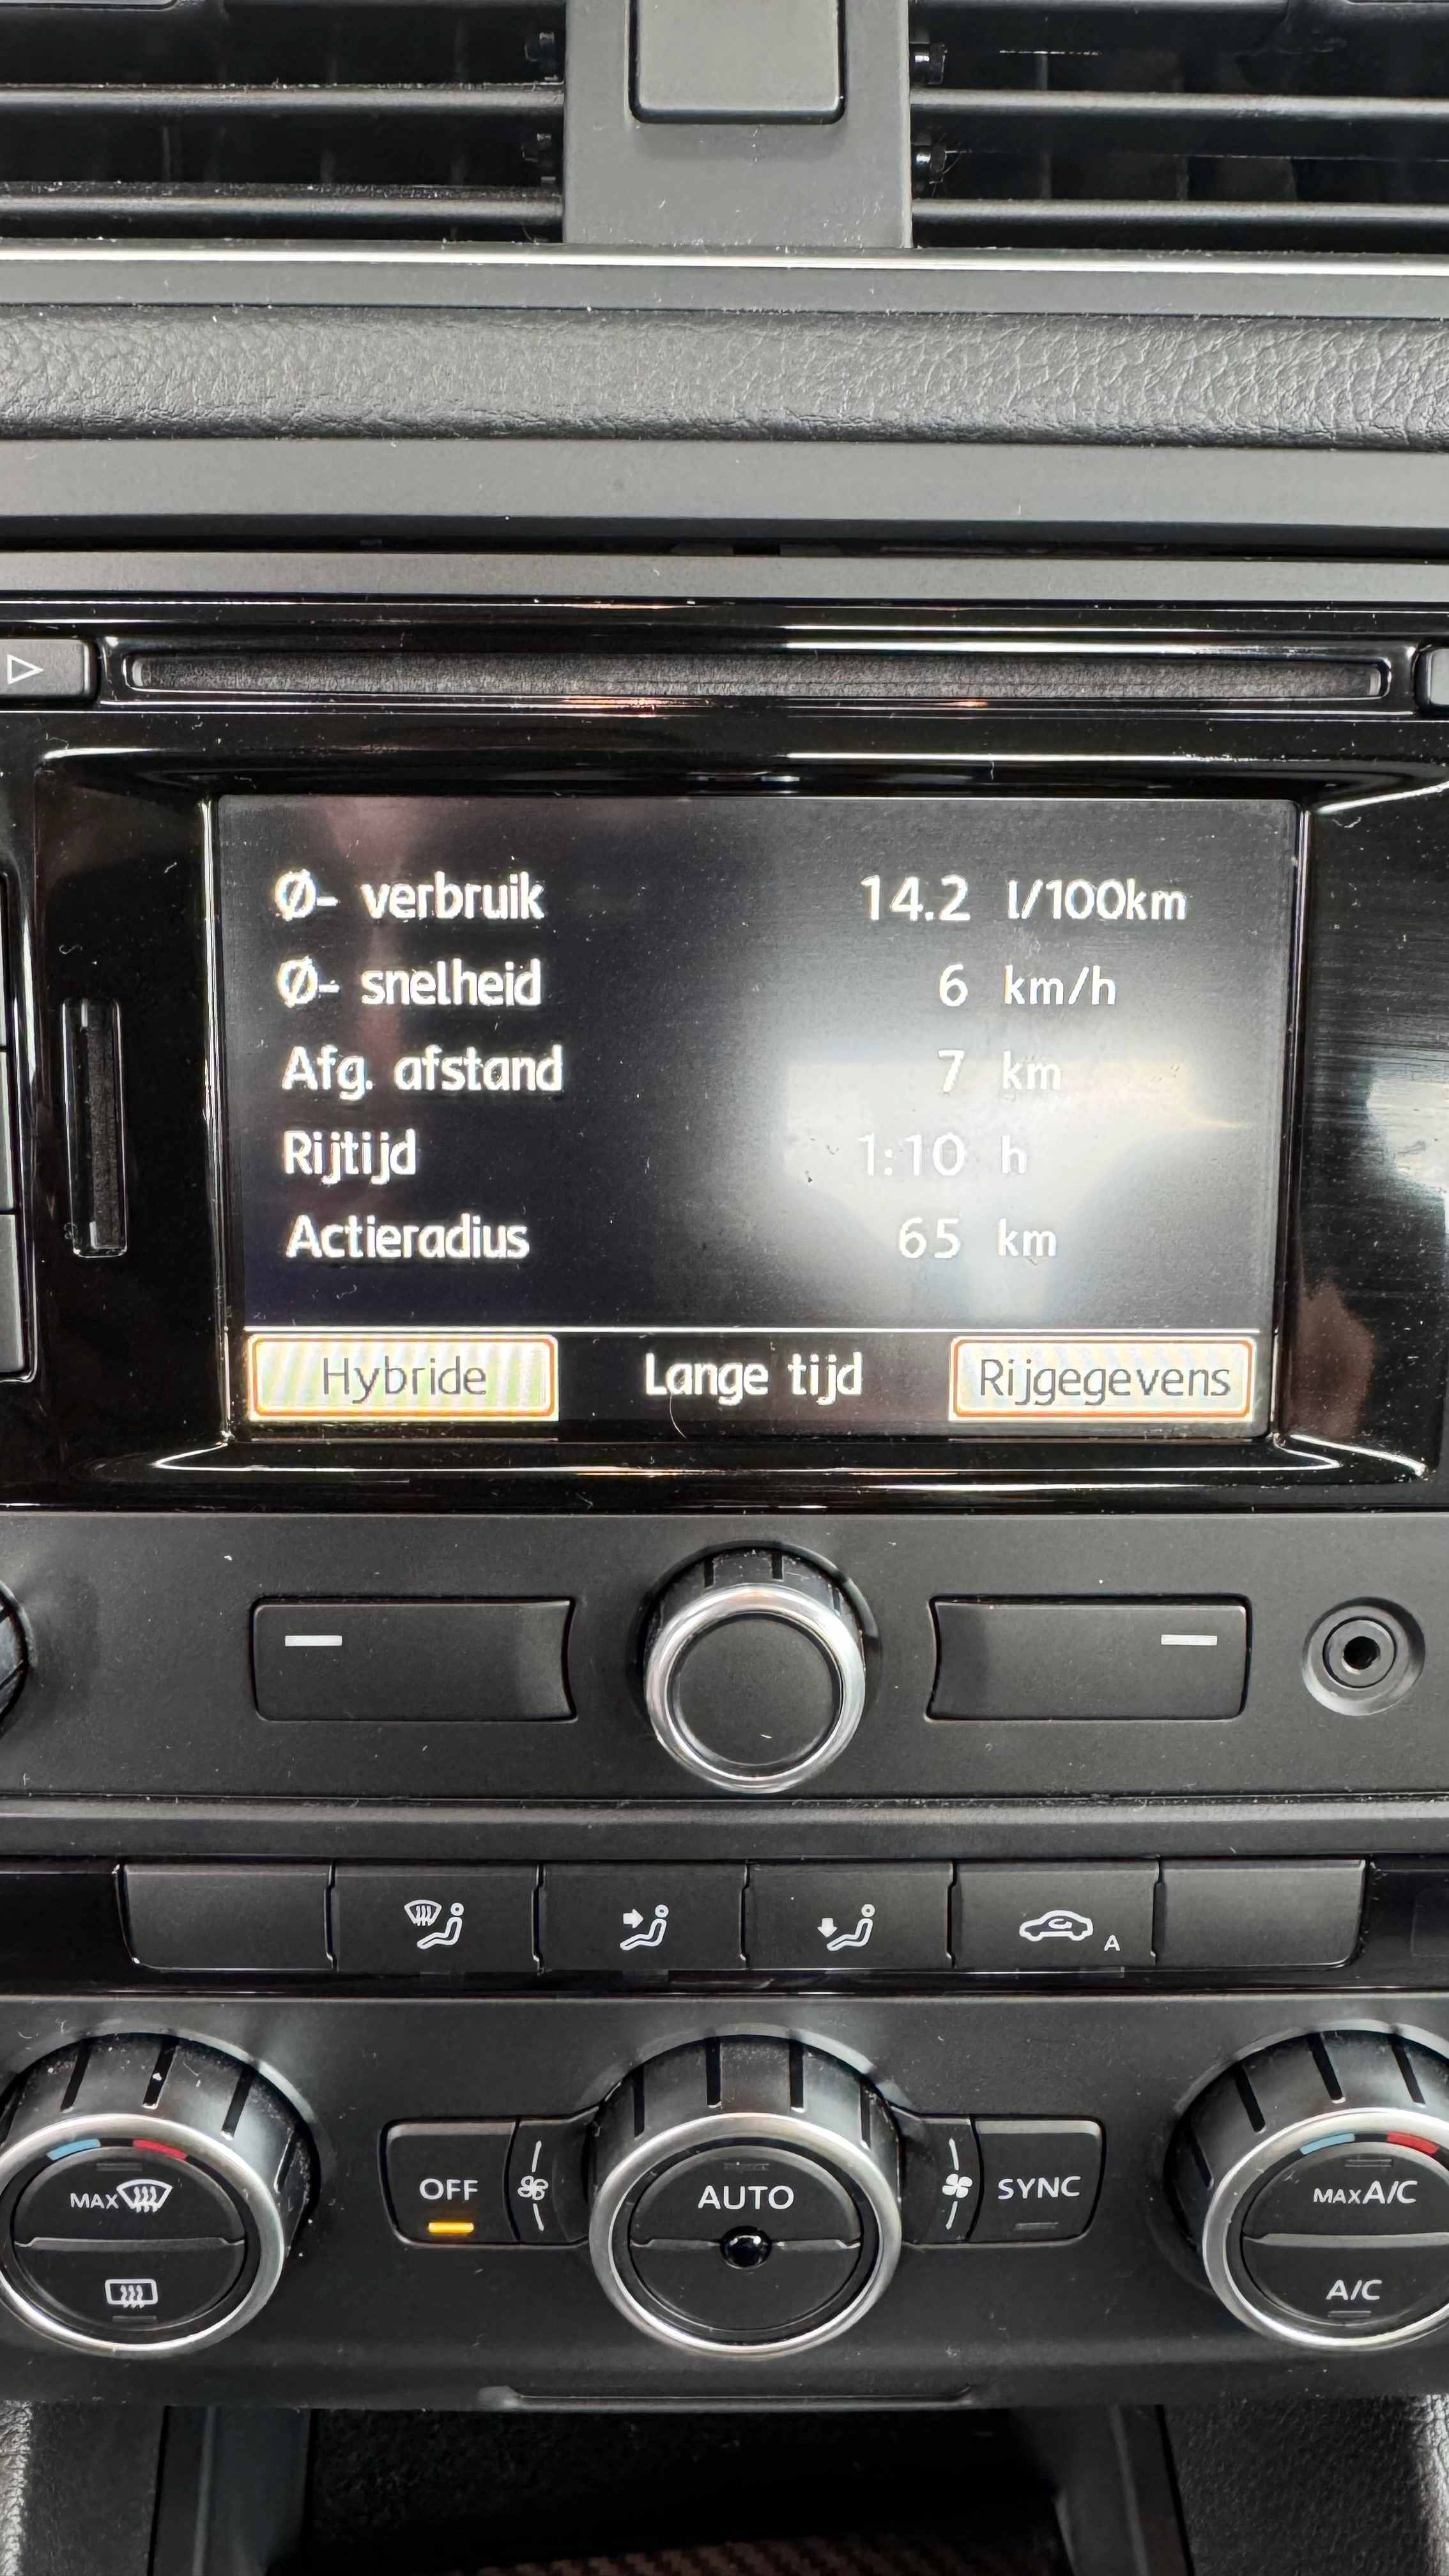 Ø- verbruik 14.2 l/100km
Ø- snelheid 6 km/h
Afg. afstand 7 km
Rijtijd 1:10 h
Actieradius 65 km
Hybride Lange tijd Rijgegevens
A
MAX OFF AUTO SYNC MAX A/C
A/C